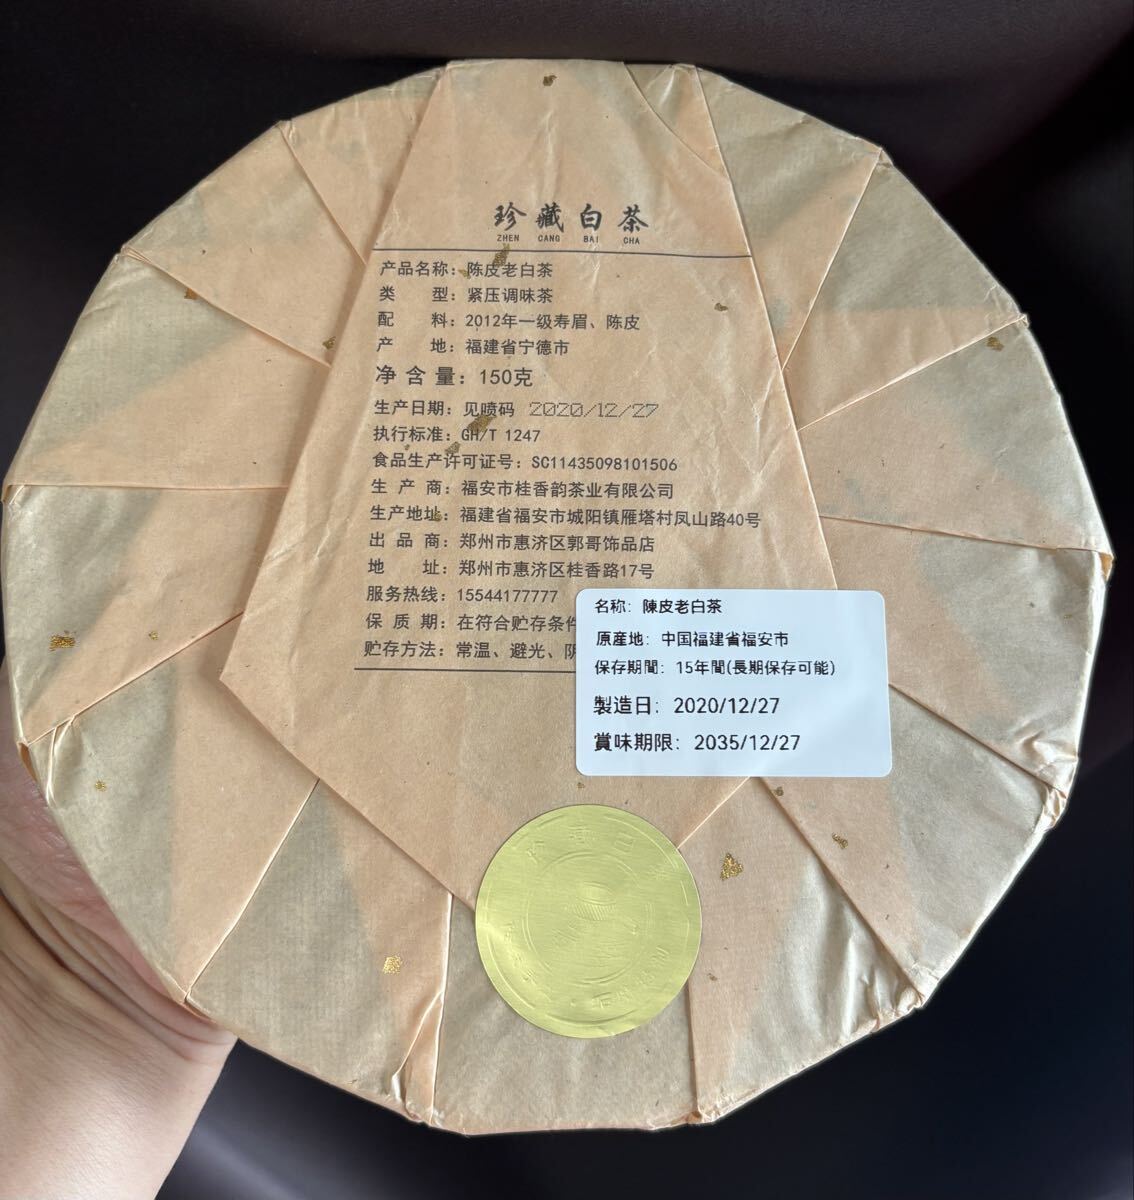 珍藏白茶
ZHEN CANG BAI CHA
产品名称：陈皮老白茶
类 型：紧压调味茶
配 料：2012年一级寿眉、陈皮
产 地：福建省宁德市
净含量：150克
生产日期：见喷码 2020/12/27
执行标准：GH/T 1247
食品生产许可证号：SC11435098101506
生 产 商：福安市桂香韵茶业有限公司
生产地址：福建省福安市城阳镇雁塔村凤山路40号
出 品 商：郑州市惠济区郭哥饰品店
地 址：郑州市惠济区桂香路17号
服务热线：15544177777
保 质 期：在符合贮存条件
贮存方法：常温、避光、阴
名称: 陳皮老白茶
原産地: 中国福建省福安市
保存期間: 15年間(長期保存可能)
製造日: 2020/12/27
賞味期限: 2035/12/27